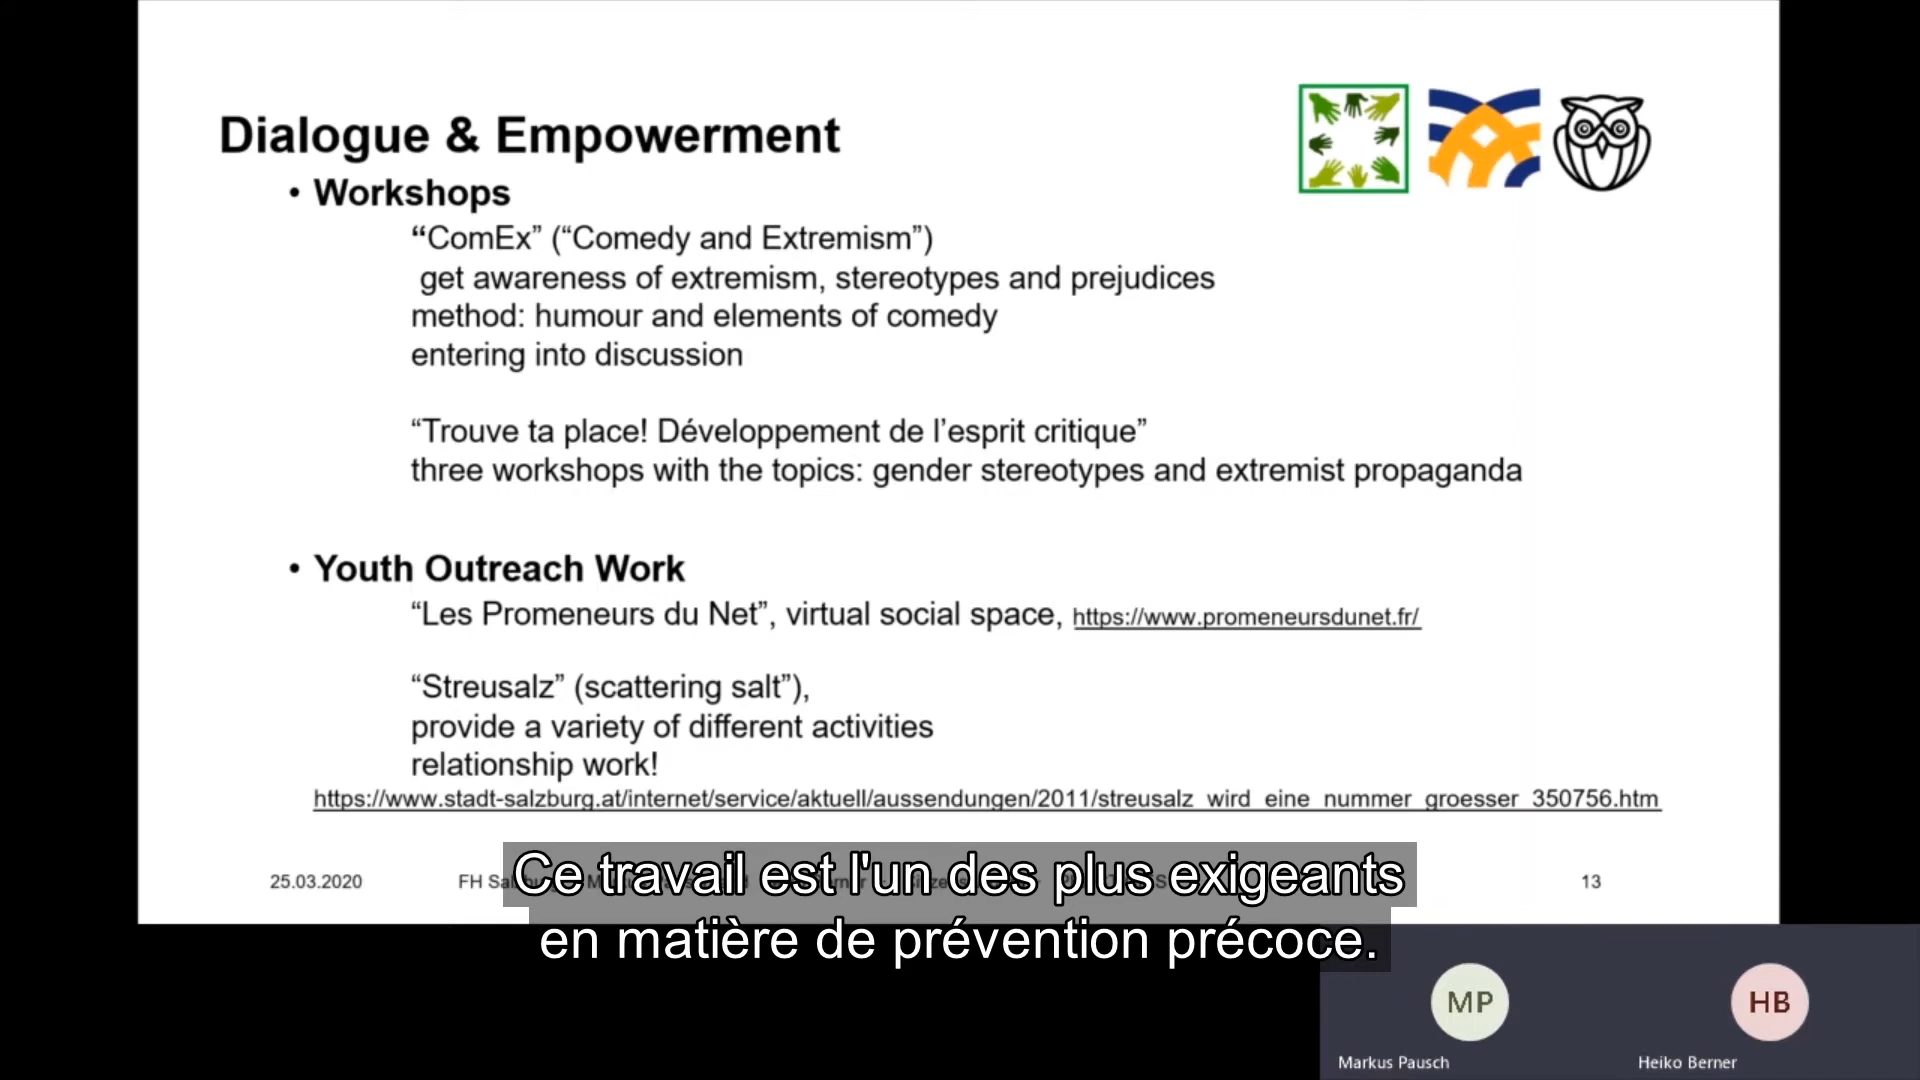 Dialogue & Empowerment
• Workshops
“ComEx” (“Comedy and Extremism”)
get awareness of extremism, stereotypes and prejudices
method: humour and elements of comedy
entering into discussion
“Trouve ta place! Développement de l’esprit critique”
three workshops with the topics: gender stereotypes and extremist propaganda
• Youth Outreach Work
“Les Promeneurs du Net”, virtual social space, https://www.promeneursdunet.fr/
“Streusalz” (scattering salt”),
provide a variety of different activities
relationship work!
https://www.stadt-salzburg.at/internet/service/aktuell/aussendungen/2011/streusalz_wird_eine_nummer_groesser_350756.htm
25.03.2020 FH 13
Ce travail est l'un des plus exigeants
en matière de prévention précoce.
MP HB
Markus Pausch Heiko Berner